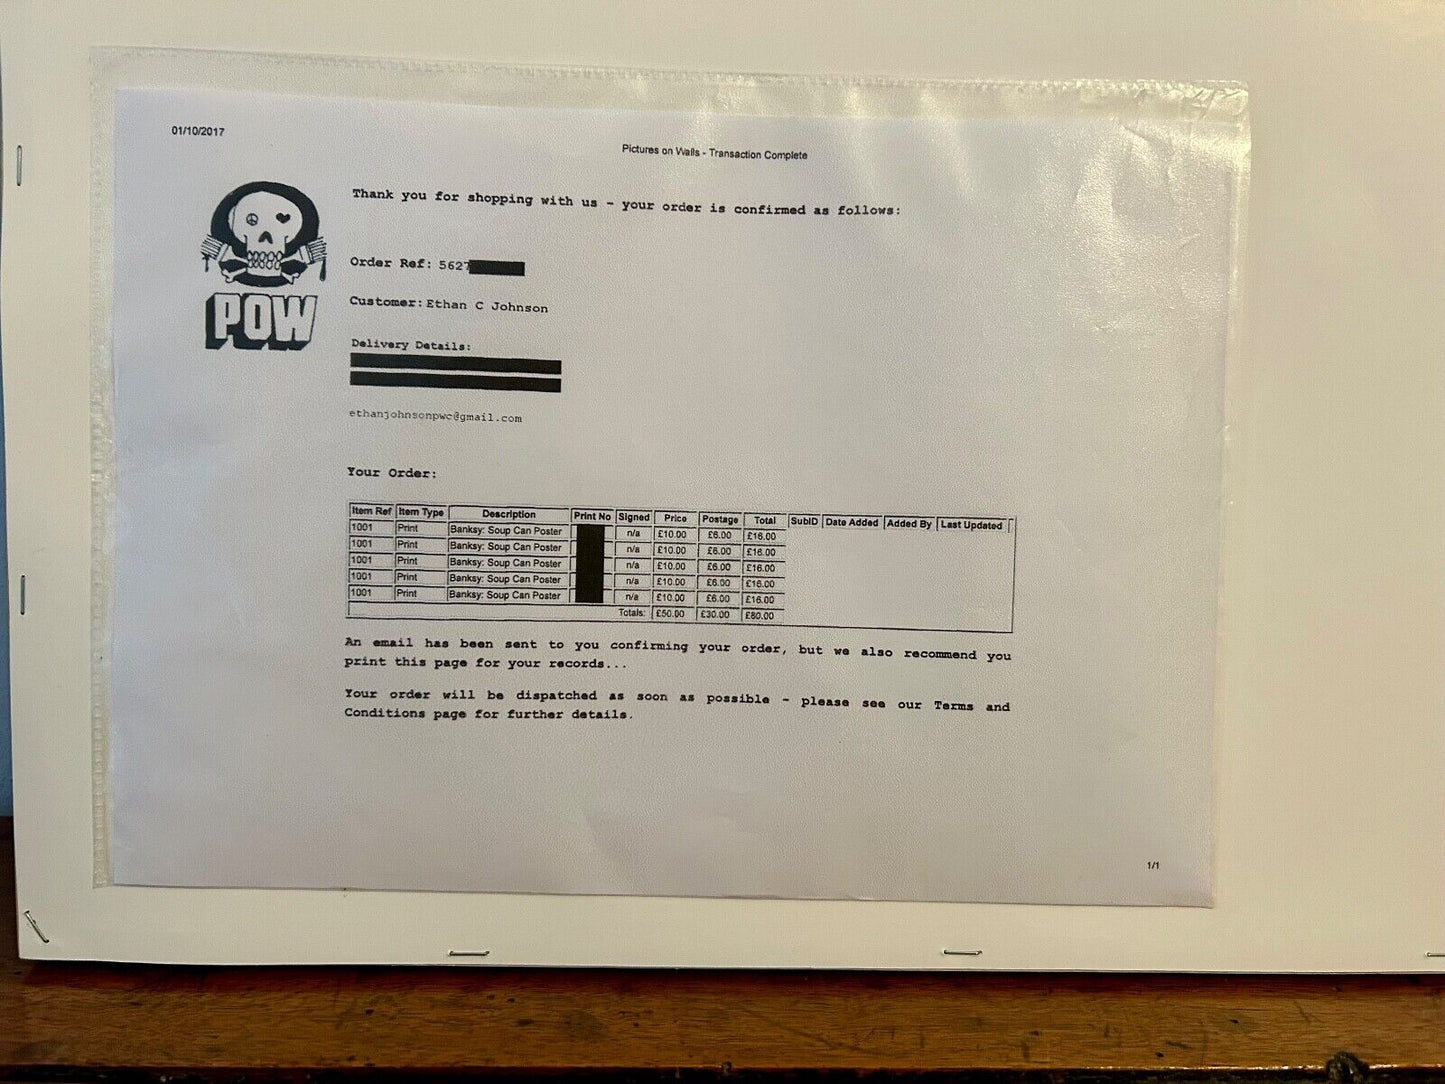 01/10/2017
Pictures on Walls - Transaction Complete
Thank you for shopping with us - your order is confirmed as follows:
Order Ref: 5627
POW
Customer: Ethan C Johnson
Delivery Details:
ethanjohnsonpwc@gmail.com
Your Order:
Item Ref Item Type Description Print No Signed Price Postage Total SubID Date Added Added By Last Updated
1001 Print Banksy: Soup Can Poster n/a £10.00 £6.00 £16.00
1001 Print Banksy: Soup Can Poster n/a £10.00 £6.00 £16.00
1001 Print Banksy: Soup Can Poster n/a £10.00 £6.00 £16.00
1001 Print Banksy: Soup Can Poster n/a £10.00 £6.00 £16.00
1001 Print Banksy: Soup Can Poster n/a £10.00 £6.00 £16.00
Totals: £50.00 £30.00 £80.00
An email has been sent to you confirming your order, but we also recommend you
print this page for your records...
Your order will be dispatched as soon as possible - please see our Terms and
Conditions page for further details.
1/1